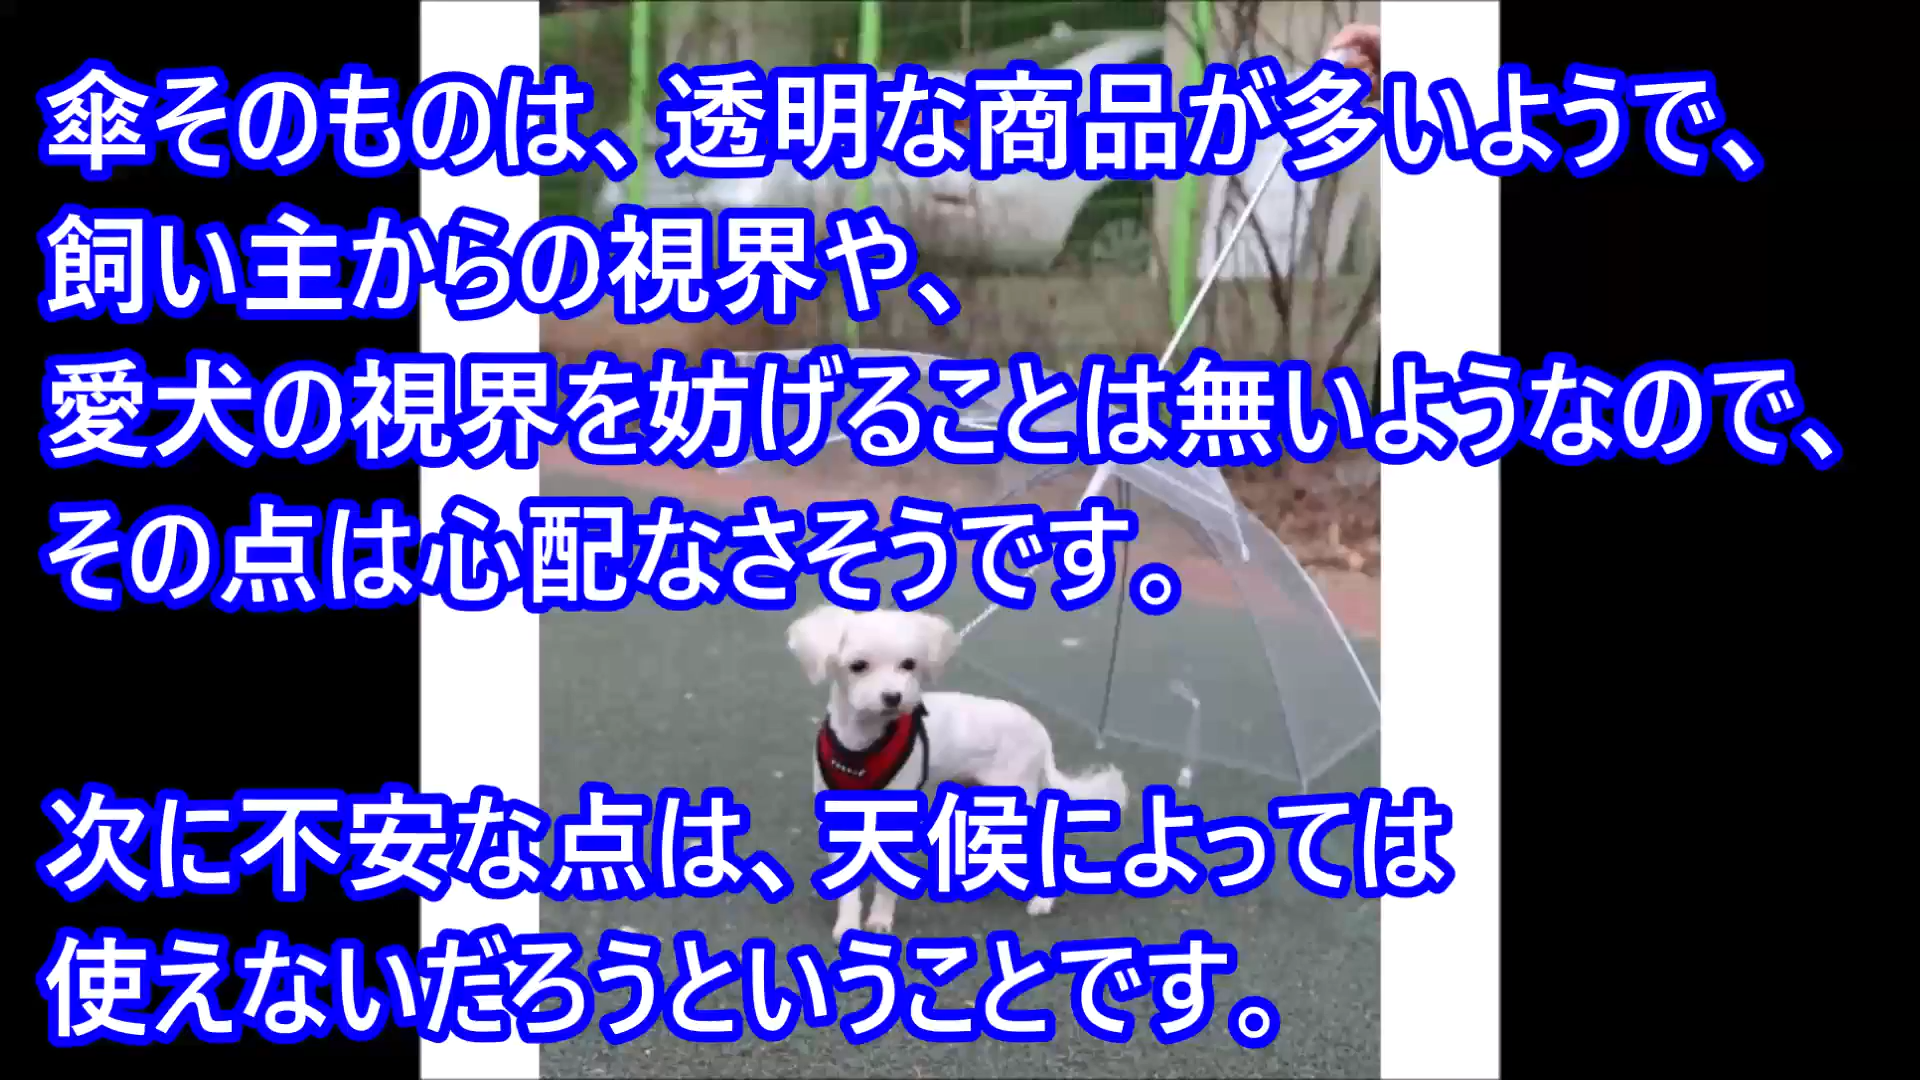 傘そのものは、透明な商品が多いようで、
飼い主からの視界や、
愛犬の視界を妨げることは無いようなので、
その点は心配なさそうです。
次に不安な点は、天候によっては
使えないだろうということです。